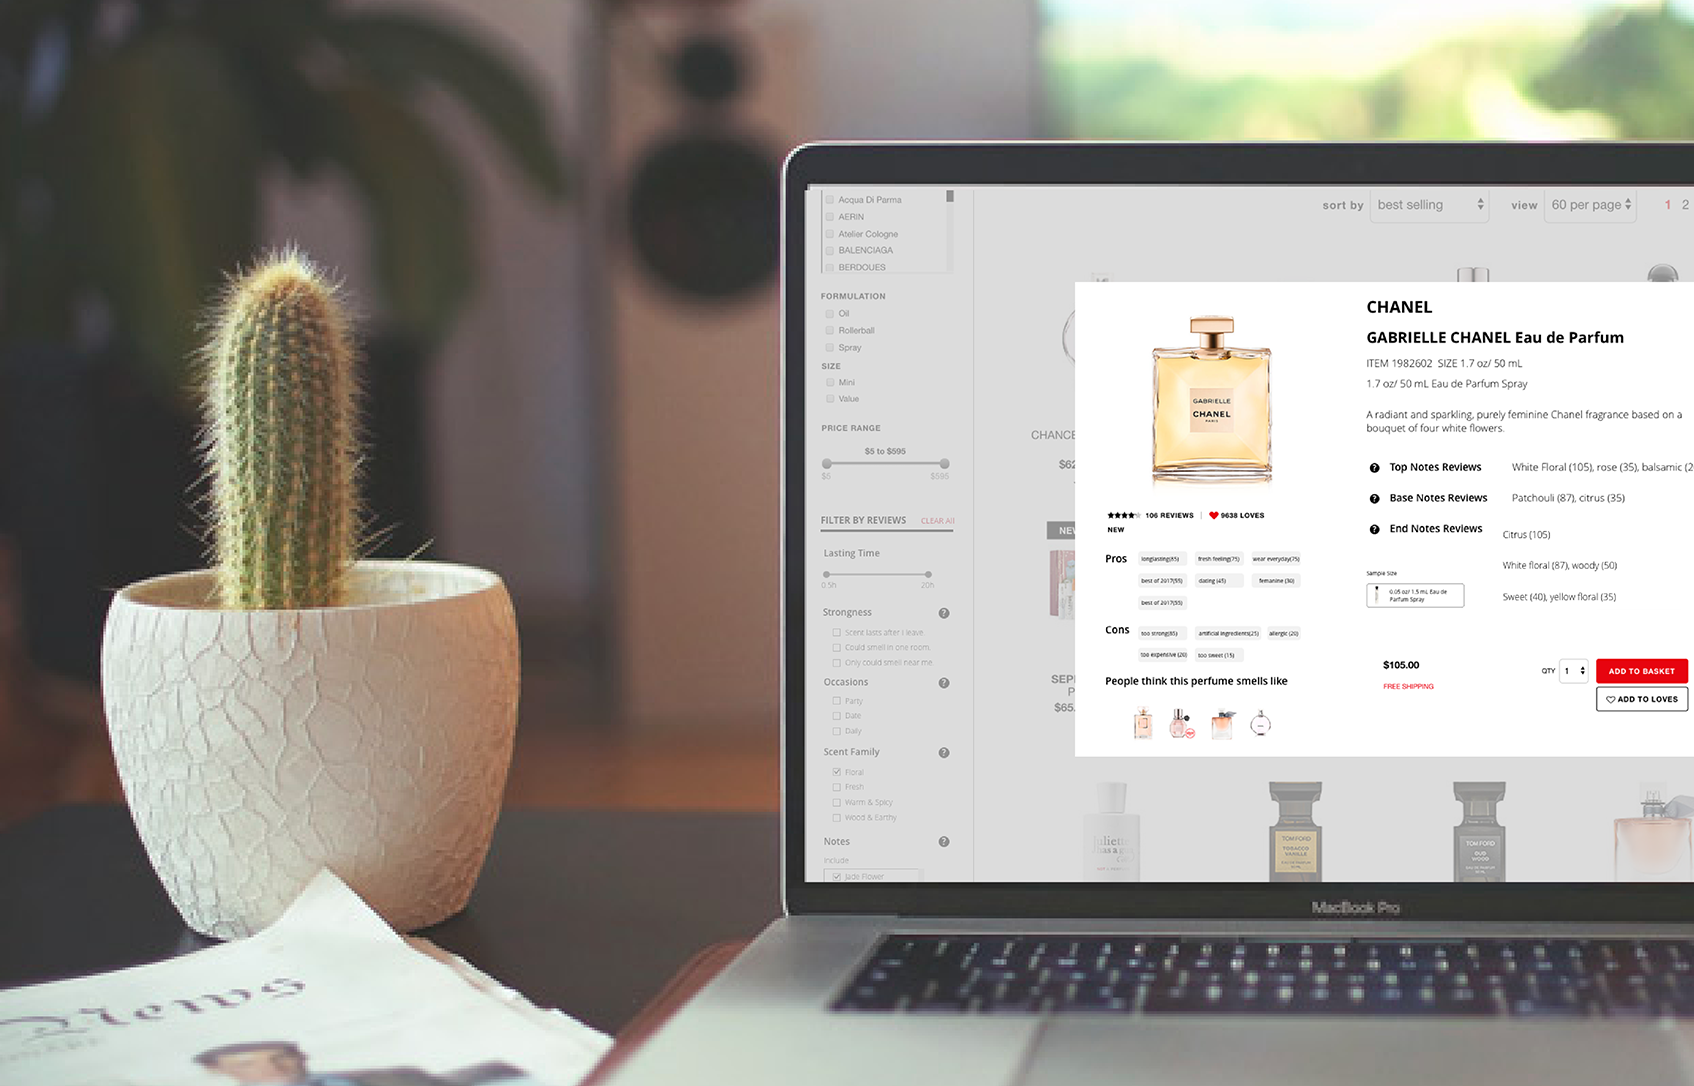 Acqua Di Parma
AERIN
Atelier Cologne
BALENCIAGA
BERDOUES
FORMULATION
Oil
Rollerball
Spray
SIZE
Mini
Value
PRICE RANGE
$5 to $595
$5 $595
FILTER BY REVIEWS CLEAR All
Lasting Time
0.5h 20h
Strongness ?
Scent lasts after I leave.
Could smell in one room.
Only could smell near me
Occasions ?
Party
Date
Daily
Scent Family ?
Floral
Fresh
Warm & Spicy
Wood & Earthy
Notes ?
Include
Jade Flower
sort by best selling view 60 per page 1 2
CHANCE
$62
NEW
SEP
P
$65.
GABRIELLE
CHANEL
PARIS
106 REVIEWS | 9638 LOVES
NEW
Pros longlasting(85) fresh feeling(75) wear everyday(75)
best of 2017(55) dating (45) femanine (30)
best of 2017(55)
Cons too strong(85) artificial ingredients(25) allergic (20)
too expensive (20) too sweet (15)
People think this perfume smells like
CHANEL
GABRIELLE CHANEL Eau de Parfum
ITEM 1982602 SIZE 1.7 oz/ 50 mL
1.7 oz/ 50 mL Eau de Parfum Spray
A radiant and sparkling, purely feminine Chanel fragrance based on a
bouquet of four white flowers.
? Top Notes Reviews White Floral (105), rose (35), balsamic (2
? Base Notes Reviews Patchouli (87), citrus (35)
? End Notes Reviews Citrus (105)
White floral (87), woody (50)
Sweet (40), yellow floral (35)
Sample Size
0.05 oz/ 1.5 mL Eau de
Parfum Spray
$105.00 QTY 1 ADD TO BASKET
FREE SHIPPING ADD TO LOVES
Juliette
has a gun
TOM FORD
TOBACCO
VANILLE
TOM FORD
OUD
WOOD
MacBook Pro
News